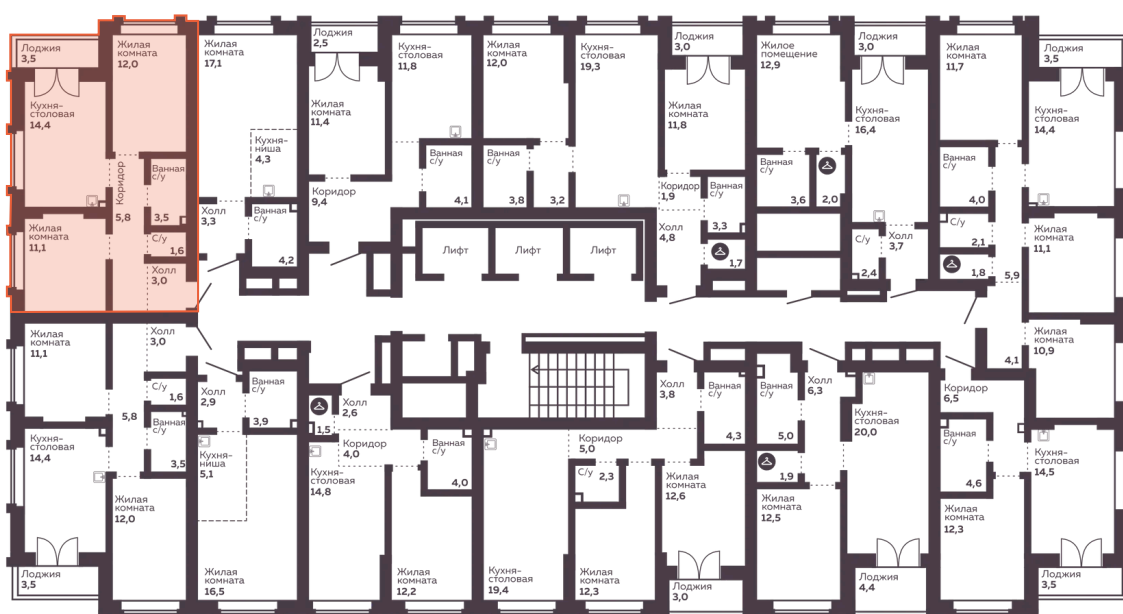 Лоджия
3,5
Жилая
комната
12,0
Жилая
комната
17,1
Лоджия
2,5
Кухня-
столовая
11,8
Жилая
комната
12,0
Кухня-
столовая
19,3
Лоджия
3,0
Жилое
помещение
12,9
Лоджия
3,0
Жилая
комната
11,7
Лоджия
3,5
Кухня-
столовая
14,4
Жилая
комната
11,4
Жилая
комната
11,8
Кухня-
столовая
16,4
Кухня-
столовая
14,4
Кухня-
ниша
4,3
Коридор
5,8
Ванная
с/у
3,5
1,6
Холл
3,0
Жилая
комната
11,1
Холл
3,3
Ванная
с/у
4,2
Коридор
9,4
Ванная
с/у
4,1
Ванная
с/у
3,8
3,2
Коридор
1,9
Холл
4,8
Ванная
с/у
3,3
1,7
Ванная
с/у
3,6
2,0
С/у
2,4
Холл
3,7
Ванная
с/у
4,0
С/у
2,1
1,8
5,9
Жилая
комната
11,1
Лифт
Лифт
Лифт
Жилая
комната
11,1
Холл
3,0
1,6
5,8
Ванная
с/у
3,5
Холл
2,9
Ванная
с/у
3,9
Холл
2,6
1,5
Коридор
4,0
Холл
3,8
Ванная
с/у
4,3
Ванная
с/у
5,0
Холл
6,3
4,1
Жилая
комната
10,9
Коридор
6,5
Кухня-
столовая
14,4
Кухня-
ниша
5,1
Кухня-
столовая
14,8
Ванная
с/у
4,0
Коридор
5,0
С/у
2,3
Жилая
комната
12,6
1,9
Кухня-
столовая
20,0
Ванная
с/у
4,6
Кухня-
столовая
14,5
Жилая
комната
12,0
Жилая
комната
12,5
Жилая
комната
12,3
Лоджия
3,5
Жилая
комната
16,5
Жилая
комната
12,2
Кухня-
столовая
19,4
Жилая
комната
12,3
Лоджия
3,0
Лоджия
4,4
Лоджия
3,5